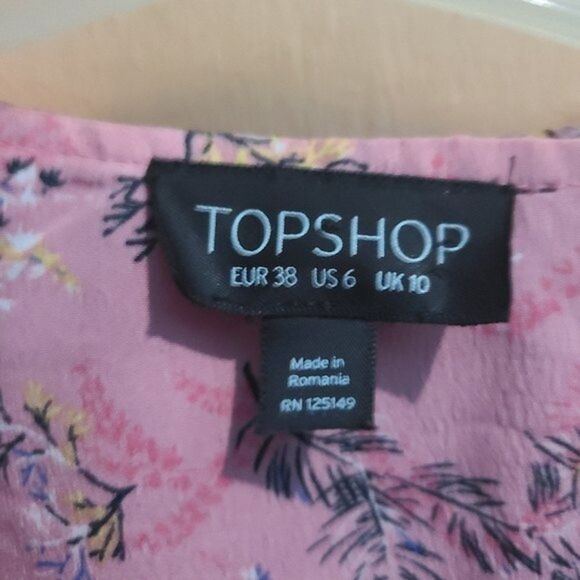 TOPSHOP
EUR 38 US 6 UK 10
Made in
Romania
RN 125149